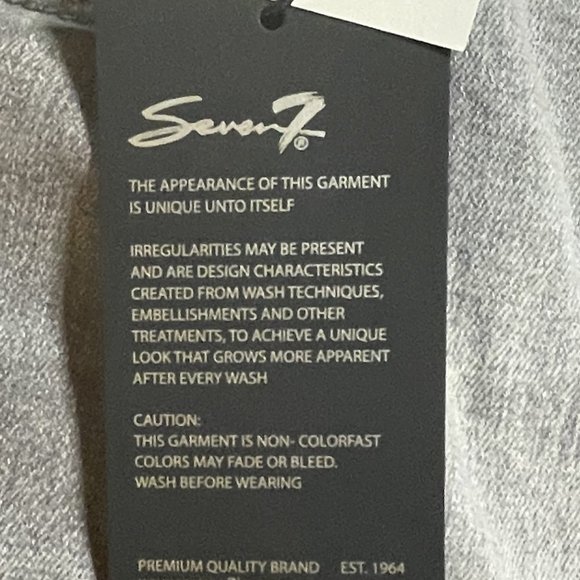 Seven7®
THE APPEARANCE OF THIS GARMENT
IS UNIQUE UNTO ITSELF
IRREGULARITIES MAY BE PRESENT
AND ARE DESIGN CHARACTERISTICS
CREATED FROM WASH TECHNIQUES,
EMBELLISHMENTS AND OTHER
TREATMENTS, TO ACHIEVE A UNIQUE
LOOK THAT GROWS MORE APPARENT
AFTER EVERY WASH
CAUTION:
THIS GARMENT IS NON- COLORFAST
COLORS MAY FADE OR BLEED.
WASH BEFORE WEARING
PREMIUM QUALITY BRAND EST. 1964